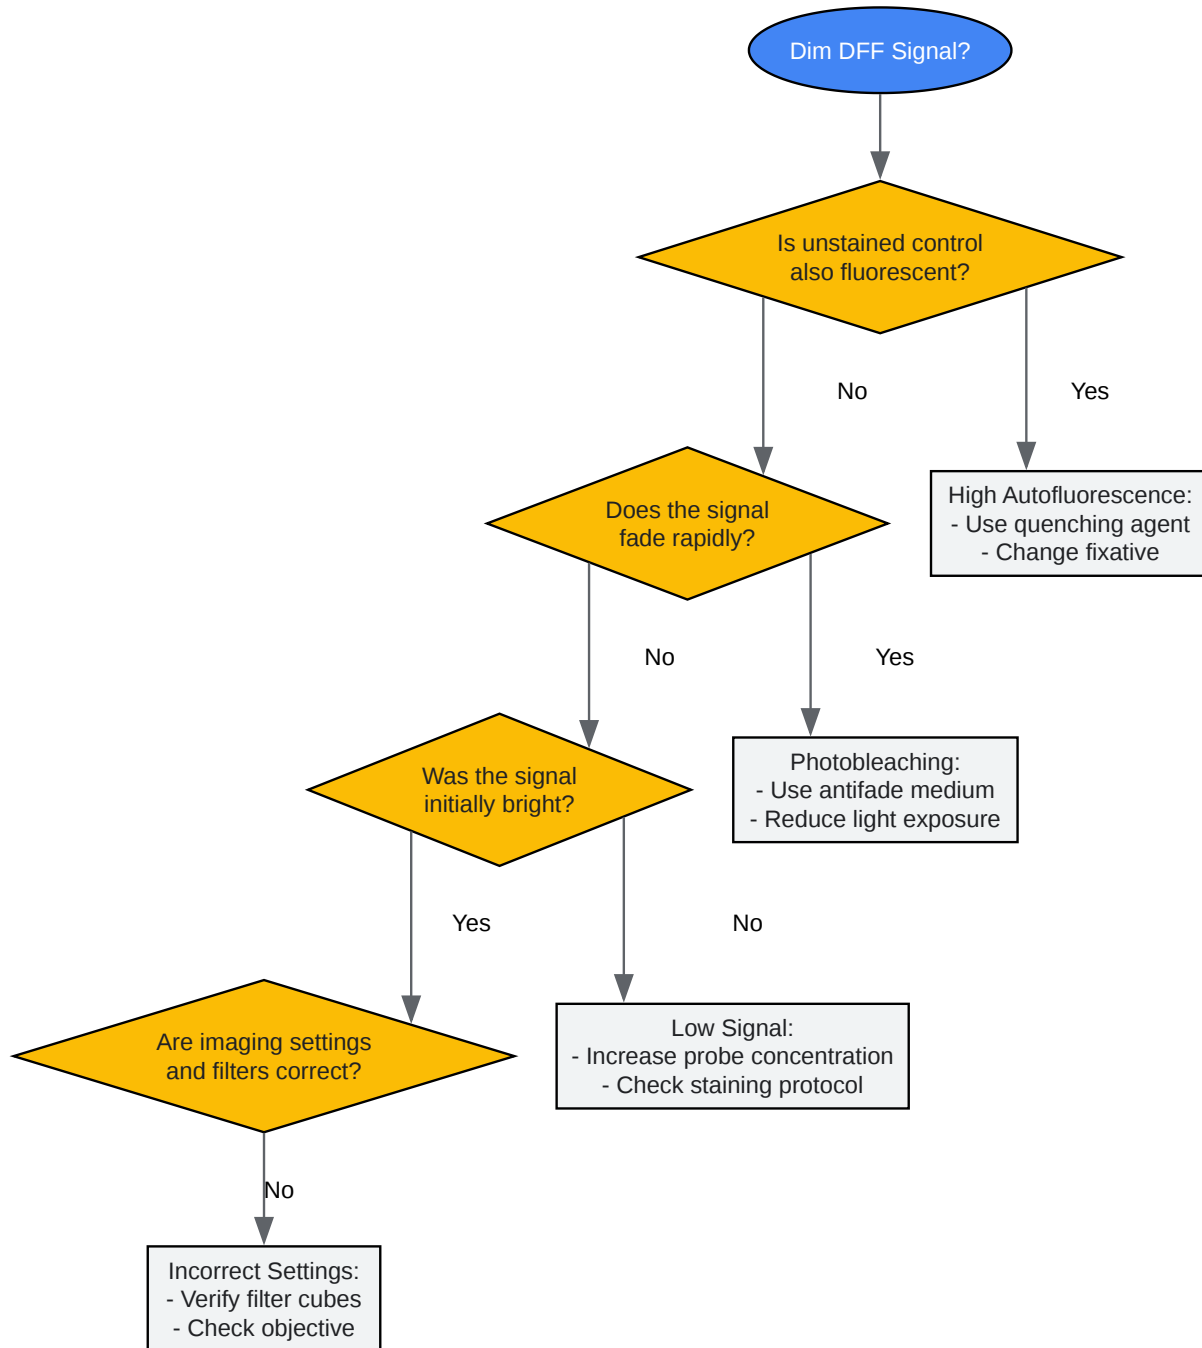 Dim DFF Signal?
Is unstained control
also fluorescent?
No
Yes
Does the signal
fade rapidly?
High Autofluorescence:
- Use quenching agent
- Change fixative
No
Yes
Was the signal
initially bright?
Photobleaching:
- Use antifade medium
- Reduce light exposure
Yes
No
Are imaging settings
and filters correct?
Low Signal:
- Increase probe concentration
- Check staining protocol
No
Incorrect Settings:
- Verify filter cubes
- Check objective